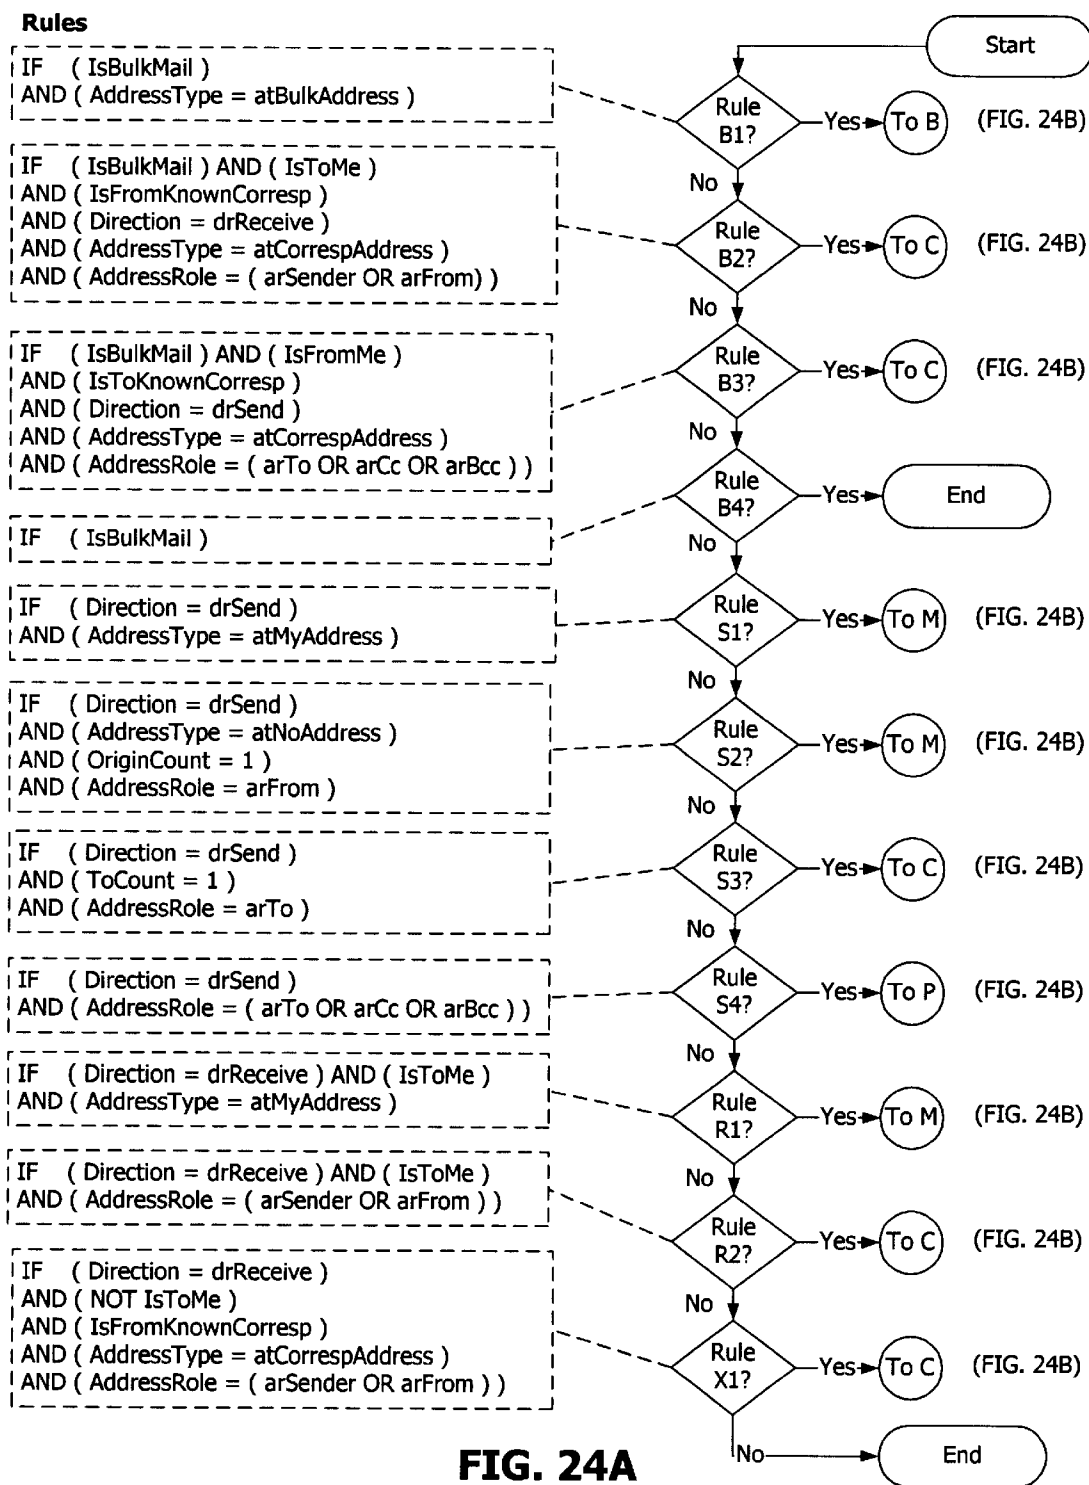 Rules
Start
IF ( IsBulkMail )
AND ( AddressType = atBulkAddress )
Rule
B1?
Yes
To B
(FIG. 24B)
No
IF ( IsBulkMail ) AND ( IsToMe )
AND ( IsFromKnownCorresp )
AND ( Direction = drReceive )
AND ( AddressType = atCorrespAddress )
AND ( AddressRole = ( arSender OR arFrom) )
Rule
B2?
Yes
To C
(FIG. 24B)
No
IF ( IsBulkMail ) AND ( IsFromMe )
AND ( IsToKnownCorresp )
AND ( Direction = drSend )
AND ( AddressType = atCorrespAddress )
AND ( AddressRole = ( arTo OR arCc OR arBcc ) )
Rule
B3?
Yes
To C
(FIG. 24B)
No
IF ( IsBulkMail )
Rule
B4?
Yes
End
No
IF ( Direction = drSend )
AND ( AddressType = atMyAddress )
Rule
S1?
Yes
To M
(FIG. 24B)
No
IF ( Direction = drSend )
AND ( AddressType = atNoAddress )
AND ( OriginCount = 1 )
AND ( AddressRole = arFrom )
Rule
S2?
Yes
To M
(FIG. 24B)
No
IF ( Direction = drSend )
AND ( ToCount = 1 )
AND ( AddressRole = arTo )
Rule
S3?
Yes
To C
(FIG. 24B)
No
IF ( Direction = drSend )
AND ( AddressRole = ( arTo OR arCc OR arBcc ) )
Rule
S4?
Yes
To P
(FIG. 24B)
No
IF ( Direction = drReceive ) AND ( IsToMe )
AND ( AddressType = atMyAddress )
Rule
R1?
Yes
To M
(FIG. 24B)
No
IF ( Direction = drReceive ) AND ( IsToMe )
AND ( AddressRole = ( arSender OR arFrom ) )
Rule
R2?
Yes
To C
(FIG. 24B)
No
IF ( Direction = drReceive )
AND ( NOT IsToMe )
AND ( IsFromKnownCorresp )
AND ( AddressType = atCorrespAddress )
AND ( AddressRole = ( arSender OR arFrom ) )
Rule
X1?
Yes
To C
(FIG. 24B)
No
End
FIG. 24A